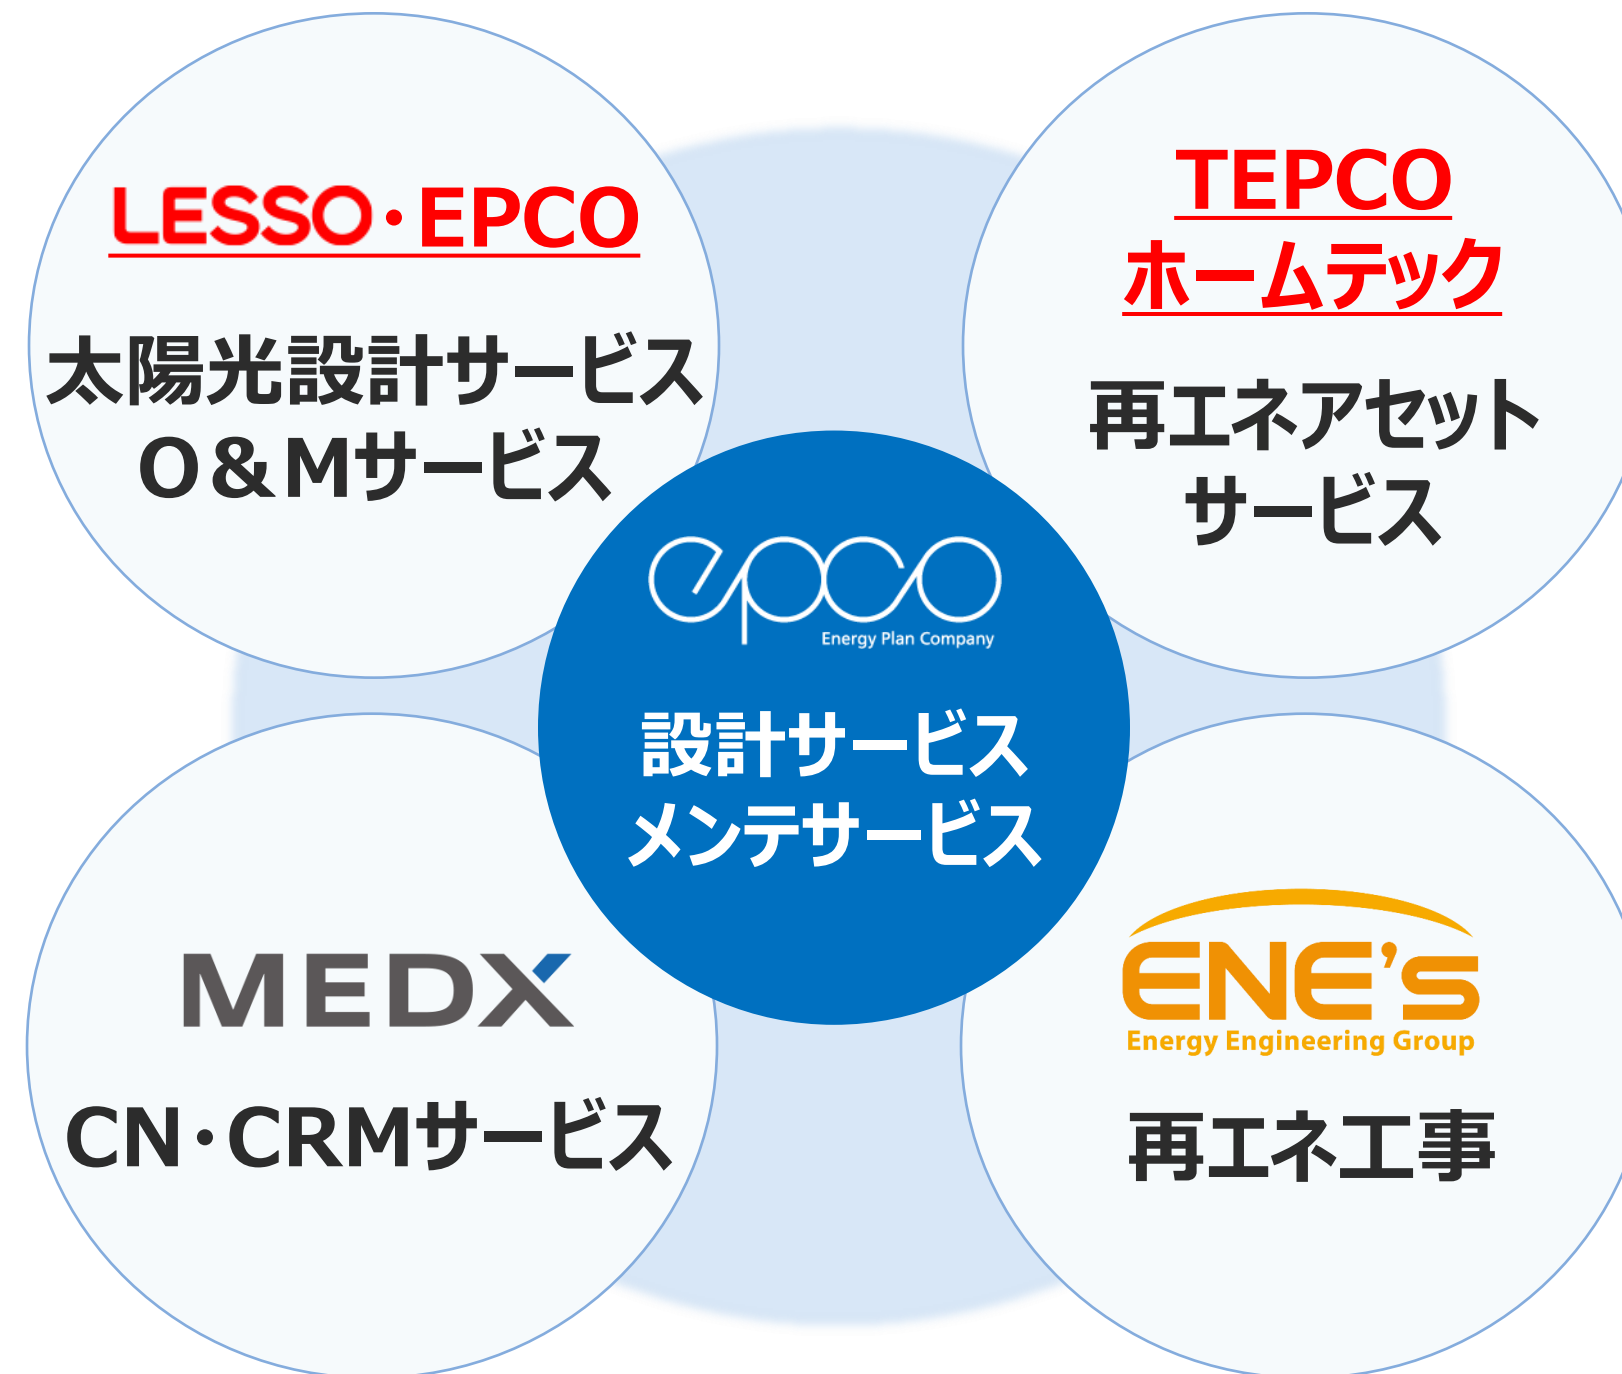 LESSO・EPCO
太陽光設計サービス
O＆Mサービス
TEPCO
ホームテック
再エネアセット
サービス
epco
Energy Plan Company
設計サービス
メンテサービス
MEDX
CN・CRMサービス
ENE's
Energy Engineering Group
再エネ工事